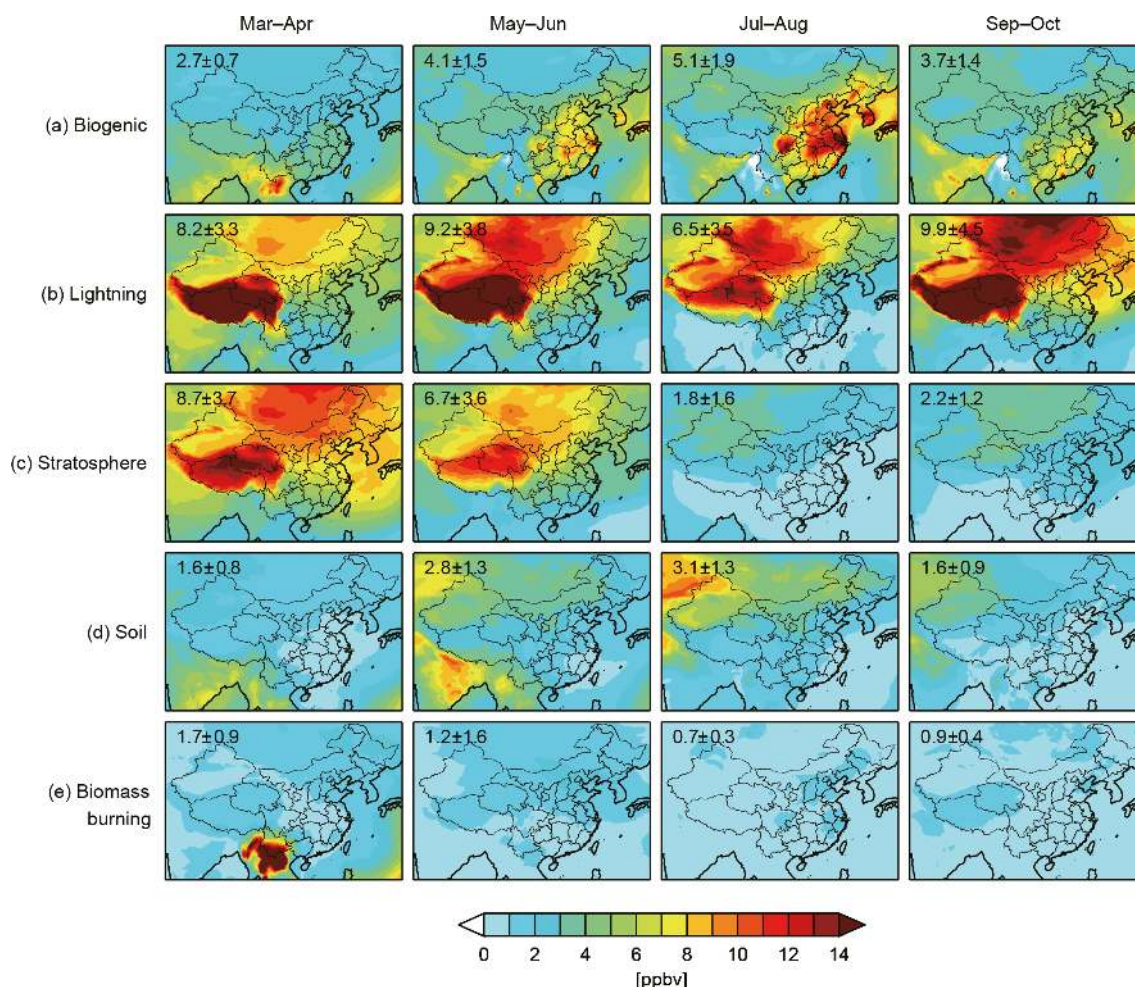 Mar–Apr May–Jun Jul–Aug Sep–Oct
(a) Biogenic 2.7±0.7 4.1±1.5 5.1±1.9 3.7±1.4
(b) Lightning 8.2±3.3 9.2±3.8 6.5±3.5 9.9±4.5
(c) Stratosphere 8.7±3.7 6.7±3.6 1.8±1.6 2.2±1.2
(d) Soil 1.6±0.8 2.8±1.3 3.1±1.3 1.6±0.9
(e) Biomass burning 1.7±0.9 1.2±1.6 0.7±0.3 0.9±0.4
0 2 4 6 8 10 12 14
[ppbv]